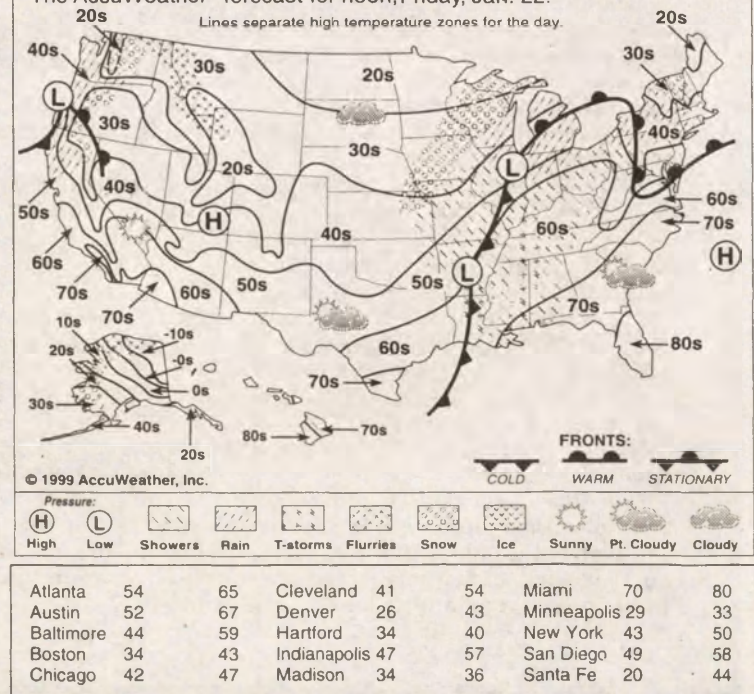 The AccuWeather forecast for noon, Friday, Jan. 22.
Lines separate high temperature zones for the day.
20s
20s
40s
30s
20s
30s
L
30s
40s
30s
20s
L
40s
50s
H
40s
60s
60s
70s
60s
H
50s
50s
L
70s
60s
70s
70s
60s
80s
10s
-10s
20s
-0s
0s
70s
30s
40s
20s
80s
70s
FRONTS:
COLD
WARM
STATIONARY
© 1999 AccuWeather, Inc.
Pressure:
H
L
High
Low
Showers
Rain
T-storms
Flurries
Snow
Ice
Sunny
Pt. Cloudy
Cloudy
Atlanta 54 65 Cleveland 41 54 Miami 70 80
Austin 52 67 Denver 26 43 Minneapolis 29 33
Baltimore 44 59 Hartford 34 40 New York 43 50
Boston 34 43 Indianapolis 47 57 San Diego 49 58
Chicago 42 47 Madison 34 36 Santa Fe 20 44